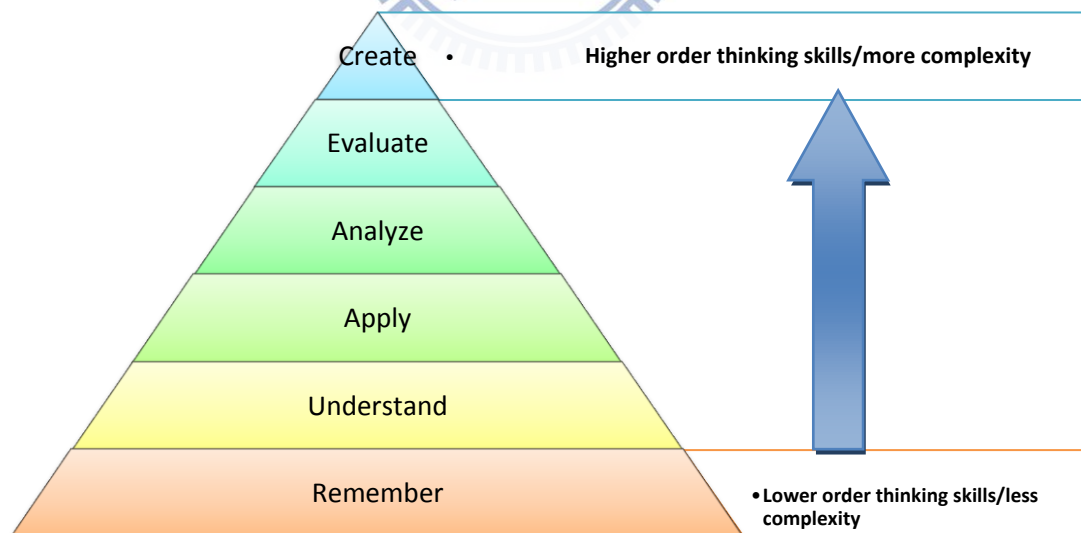 Create • Higher order thinking skills/more complexity
Evaluate
Analyze
Apply
Understand
Remember
•Lower order thinking skills/less
complexity